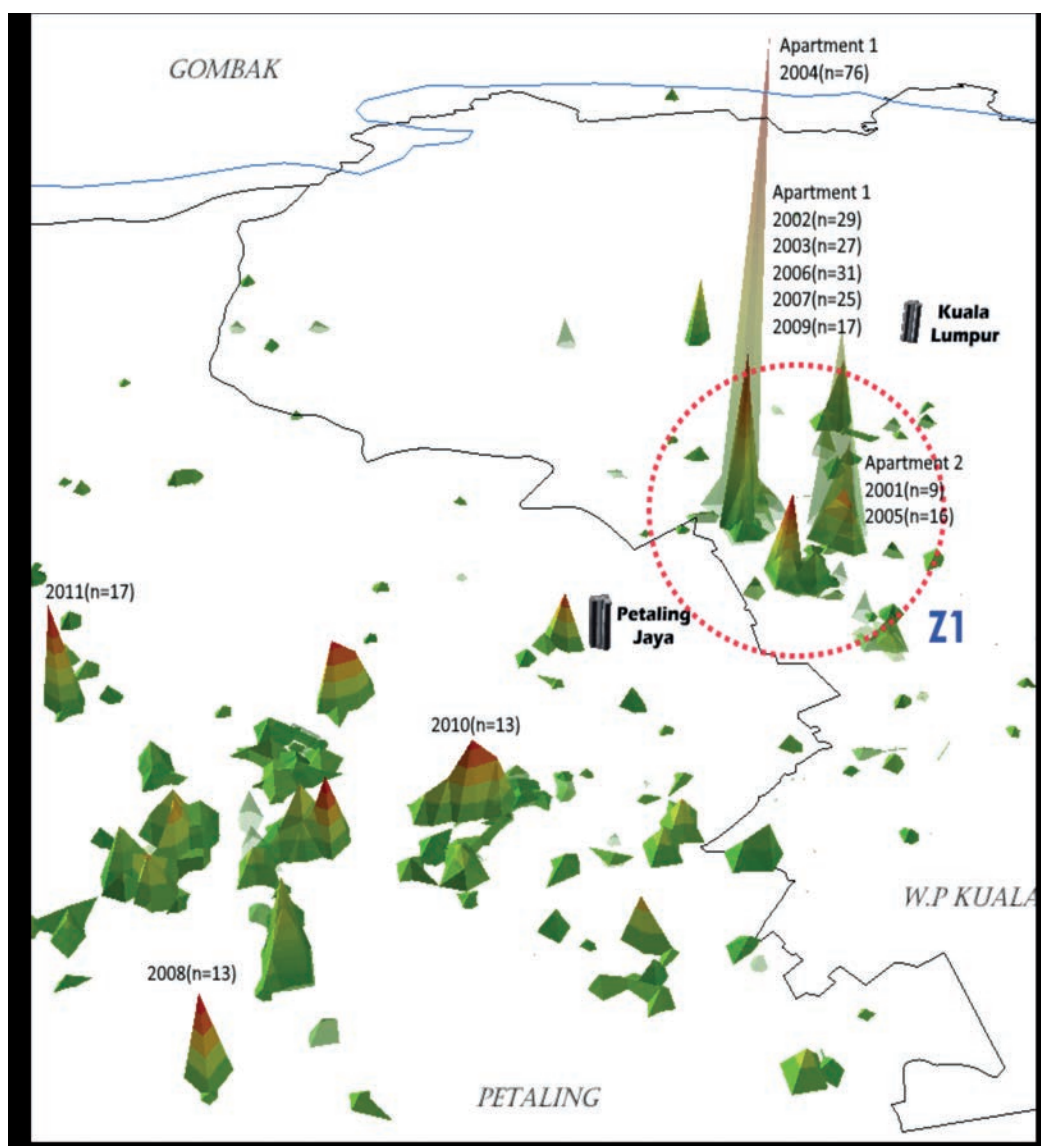 GOMBAK
Apartment 1
2004(n=76)
Apartment 1
2002(n=29)
2003(n=27)
2006(n=31)
2007(n=25)
2009(n=17)
Kuala
Lumpur
Apartment 2
2001(n=9)
2005(n=16)
2011(n=17)
Petaling
Jaya
Z1
2010(n=13)
W.P KUALA
2008(n=13)
PETALING